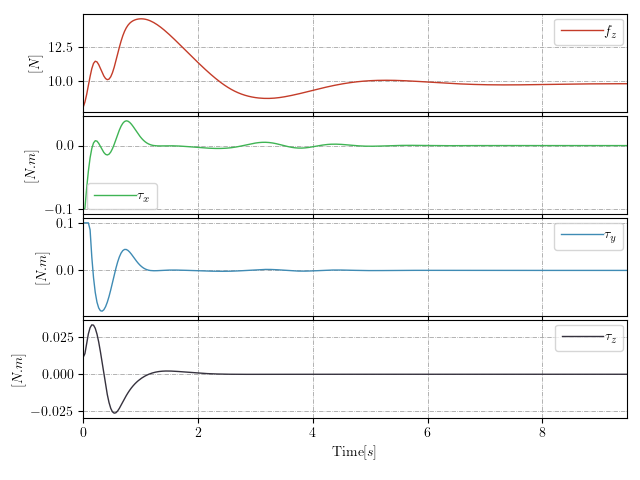 12.5
10.0
[N]
f_z
0.0
−0.1
[N.m]
τ_x
0.1
0.0
[N.m]
τ_y
0.025
0.000
−0.025
[N.m]
τ_z
0 2 4 6 8
Time[s]